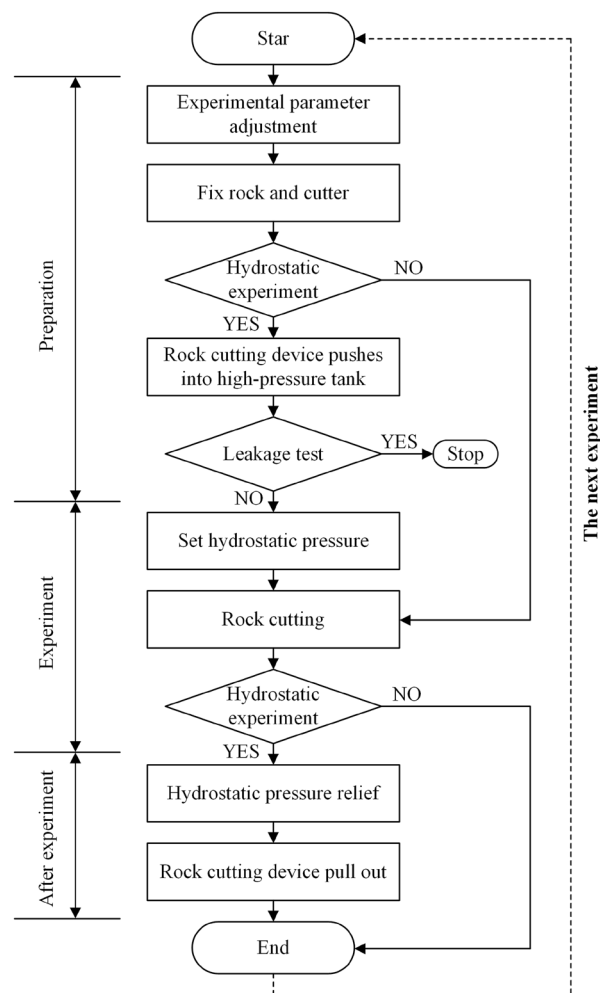 Star
Experimental parameter
adjustment
Fix rock and cutter
Hydrostatic
experiment
NO
YES
Rock cutting device pushes
into high-pressure tank
Leakage test
YES
Stop
NO
Set hydrostatic pressure
Rock cutting
Hydrostatic
experiment
NO
YES
Hydrostatic pressure relief
Rock cutting device pull out
End
Preparation
Experiment
After experiment
The next experiment